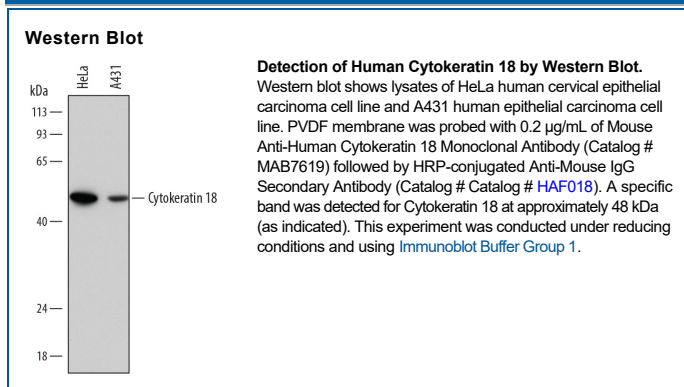 Western Blot
HeLa
A431
kDa
113
93
65
40
24
18
Cytokeratin 18
Detection of Human Cytokeratin 18 by Western Blot.
Western blot shows lysates of HeLa human cervical epithelial
carcinoma cell line and A431 human epithelial carcinoma cell
line. PVDF membrane was probed with 0.2 µg/mL of Mouse
Anti-Human Cytokeratin 18 Monoclonal Antibody (Catalog #
MAB7619) followed by HRP-conjugated Anti-Mouse IgG
Secondary Antibody (Catalog # Catalog # HAF018). A specific
band was detected for Cytokeratin 18 at approximately 48 kDa
(as indicated). This experiment was conducted under reducing
conditions and using Immunoblot Buffer Group 1.